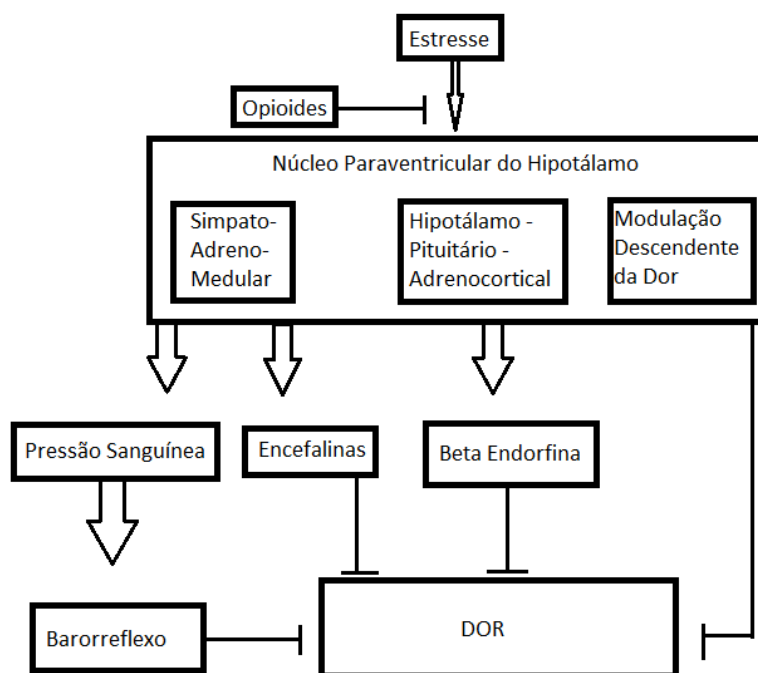 Estresse
Opioides
Núcleo Paraventricular do Hipotálamo
Simpato-
Adreno-
Medular
Hipotálamo -
Pituitário -
Adrenocortical
Modulação
Descendente
da Dor
Pressão Sanguínea
Encefalinas
Beta Endorfina
Barorreflexo
DOR